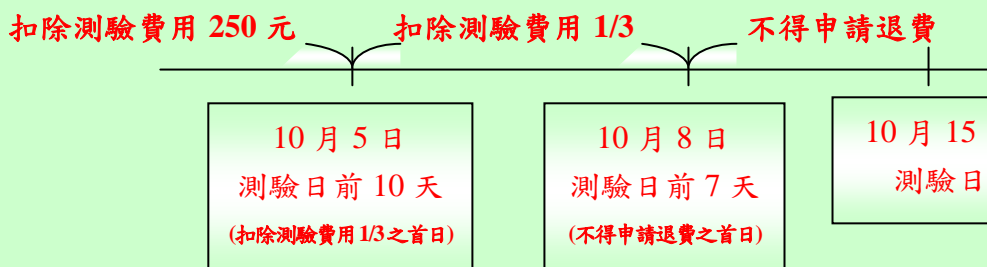 扣除測驗費用 250 元 扣除測驗費用 1/3 不得申請退費
10 月 5 日
測驗日前 10 天
(扣除測驗費用1/3之首日)
10 月 8 日
測驗日前 7 天
(不得申請退費之首日)
10 月 15
測驗日